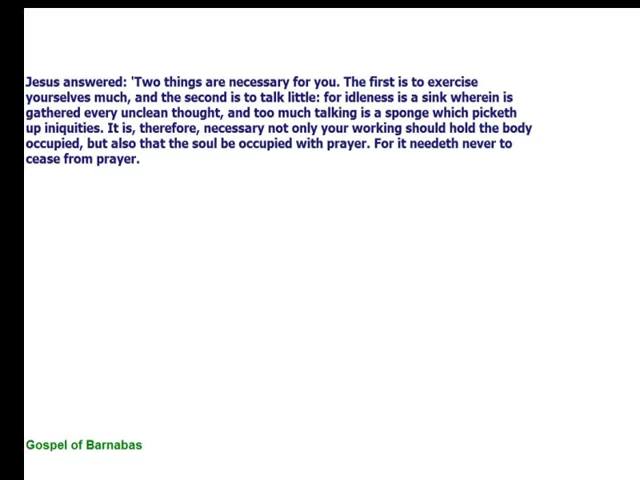 Jesus answered: 'Two things are necessary for you. The first is to exercise
yourselves much, and the second is to talk little: for idleness is a sink wherein is
gathered every unclean thought, and too much talking is a sponge which picketh
up iniquities. It is, therefore, necessary not only your working should hold the body
occupied, but also that the soul be occupied with prayer. For it needeth never to
cease from prayer.
Gospel of Barnabas